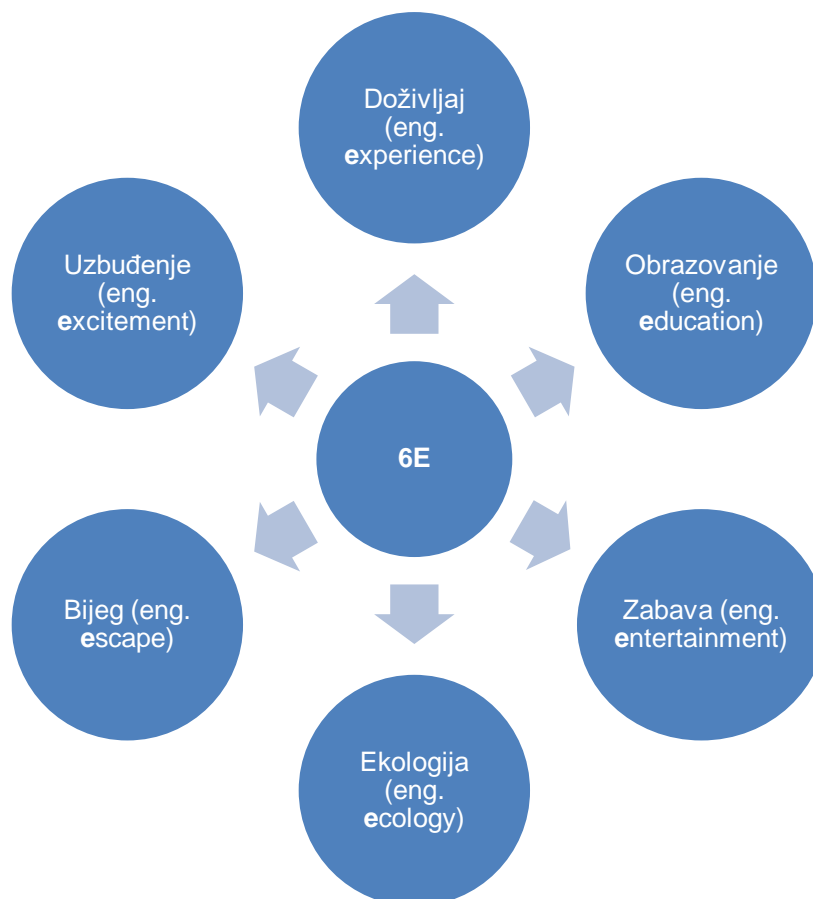 Doživljaj
(eng.
experience)
Uzbuđenje
(eng.
excitement)
Obrazovanje
(eng.
education)
6E
Bijeg (eng.
escape)
Zabava (eng.
entertainment)
Ekologija
(eng.
ecology)